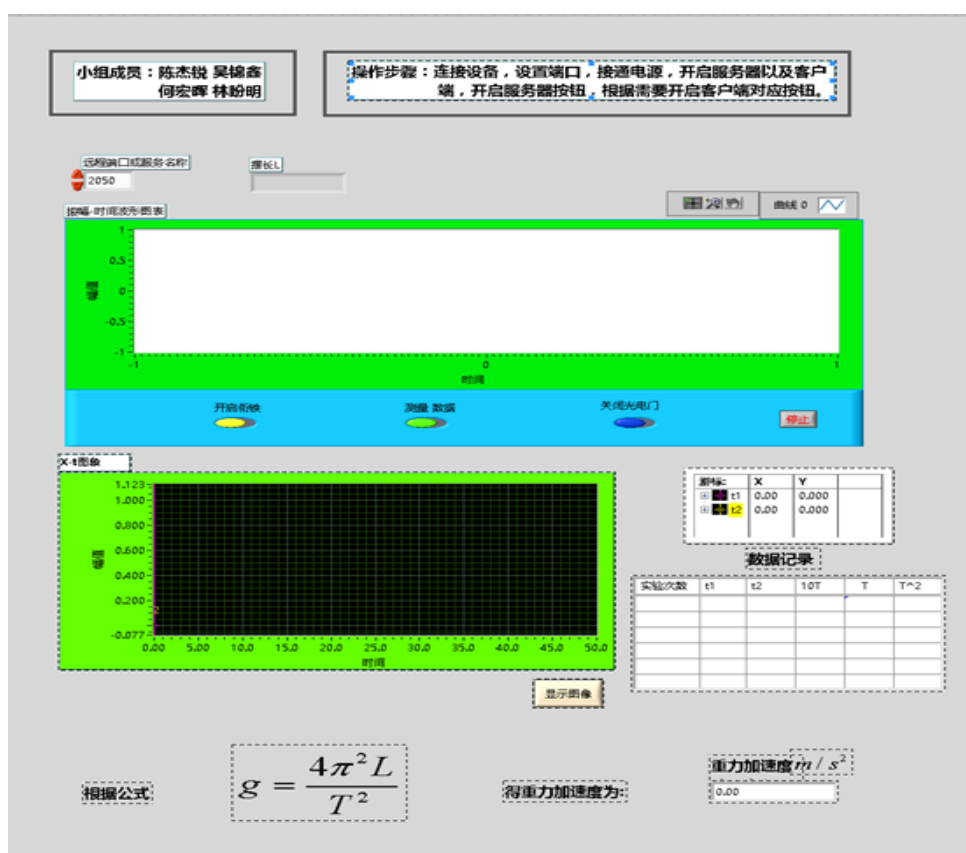 小组成员：陈杰锐 吴锦鑫
何宏晖 林盼明
操作步骤：连接设备，设置端口，接通电源，开启服务器以及客户
端，开启服务器按钮，根据需要开启客户端对应按钮。
远程端口或服务名称
2050
摆长L
振幅-时间波形图表
曲线 0
1
0.5
0
-0.5
-1
幅值
-1
0
1
时间
开启衔铁
测量 数据
关闭光电门
停止
X-t图象
1.123
1.000
0.800
0.600
0.400
0.200
-0.077
幅值
2
0.00 5.00 10.0 15.0 20.0 25.0 30.0 35.0 40.0 45.0 50.0
时间
显示图像
游标: X Y
t1 0.00 0.000
t2 0.00 0.000
数据记录
实验次数 t1 t2 10T T T^2
根据公式
g = 4π²L / T²
得重力加速度为:
重力加速度 m / s²
0.00